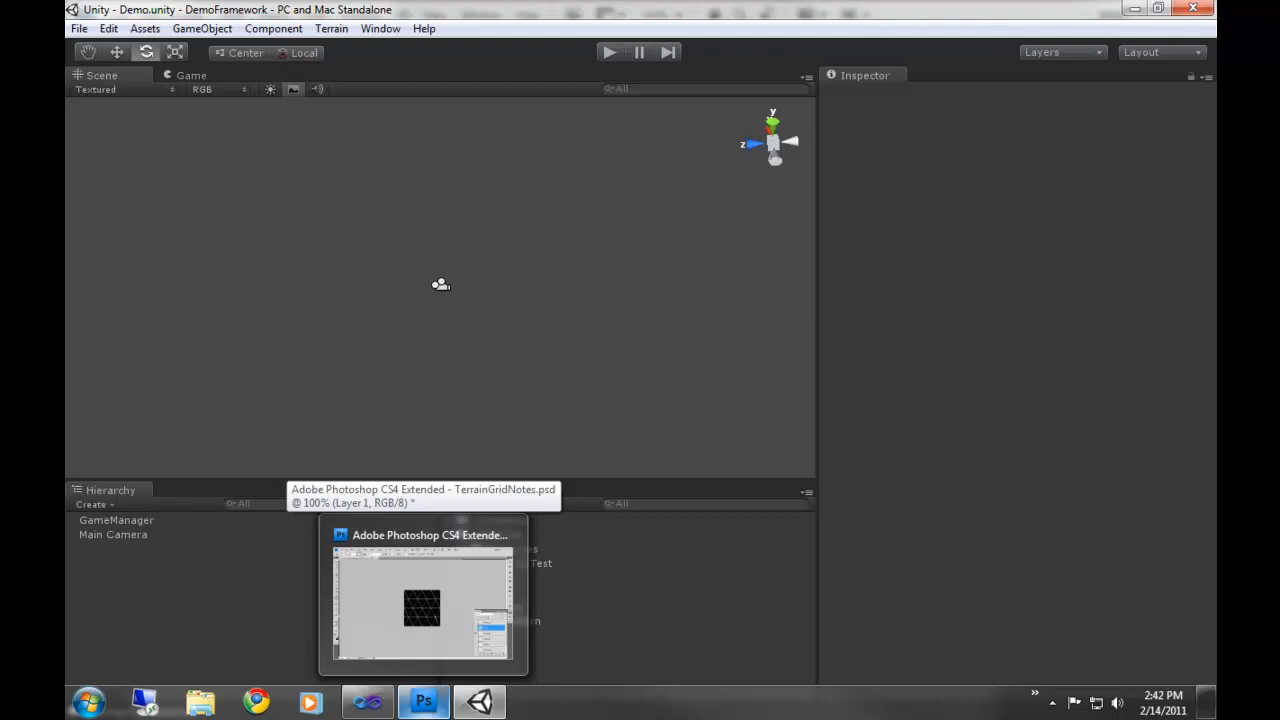 Unity - Demo.unity - DemoFramework - PC and Mac Standalone
File Edit Assets GameObject Component Terrain Window Help
Center Local Layers Layout
Scene Game Inspector
Textured RGB All
y
z
Hierarchy
Create All All
Adobe Photoshop CS4 Extended - TerrainGridNotes.psd
@ 100% (Layer 1, RGB/8) *
GameManager
Main Camera
Ps Adobe Photoshop CS4 Extende...
Test
Ps
2:42 PM
2/14/2011